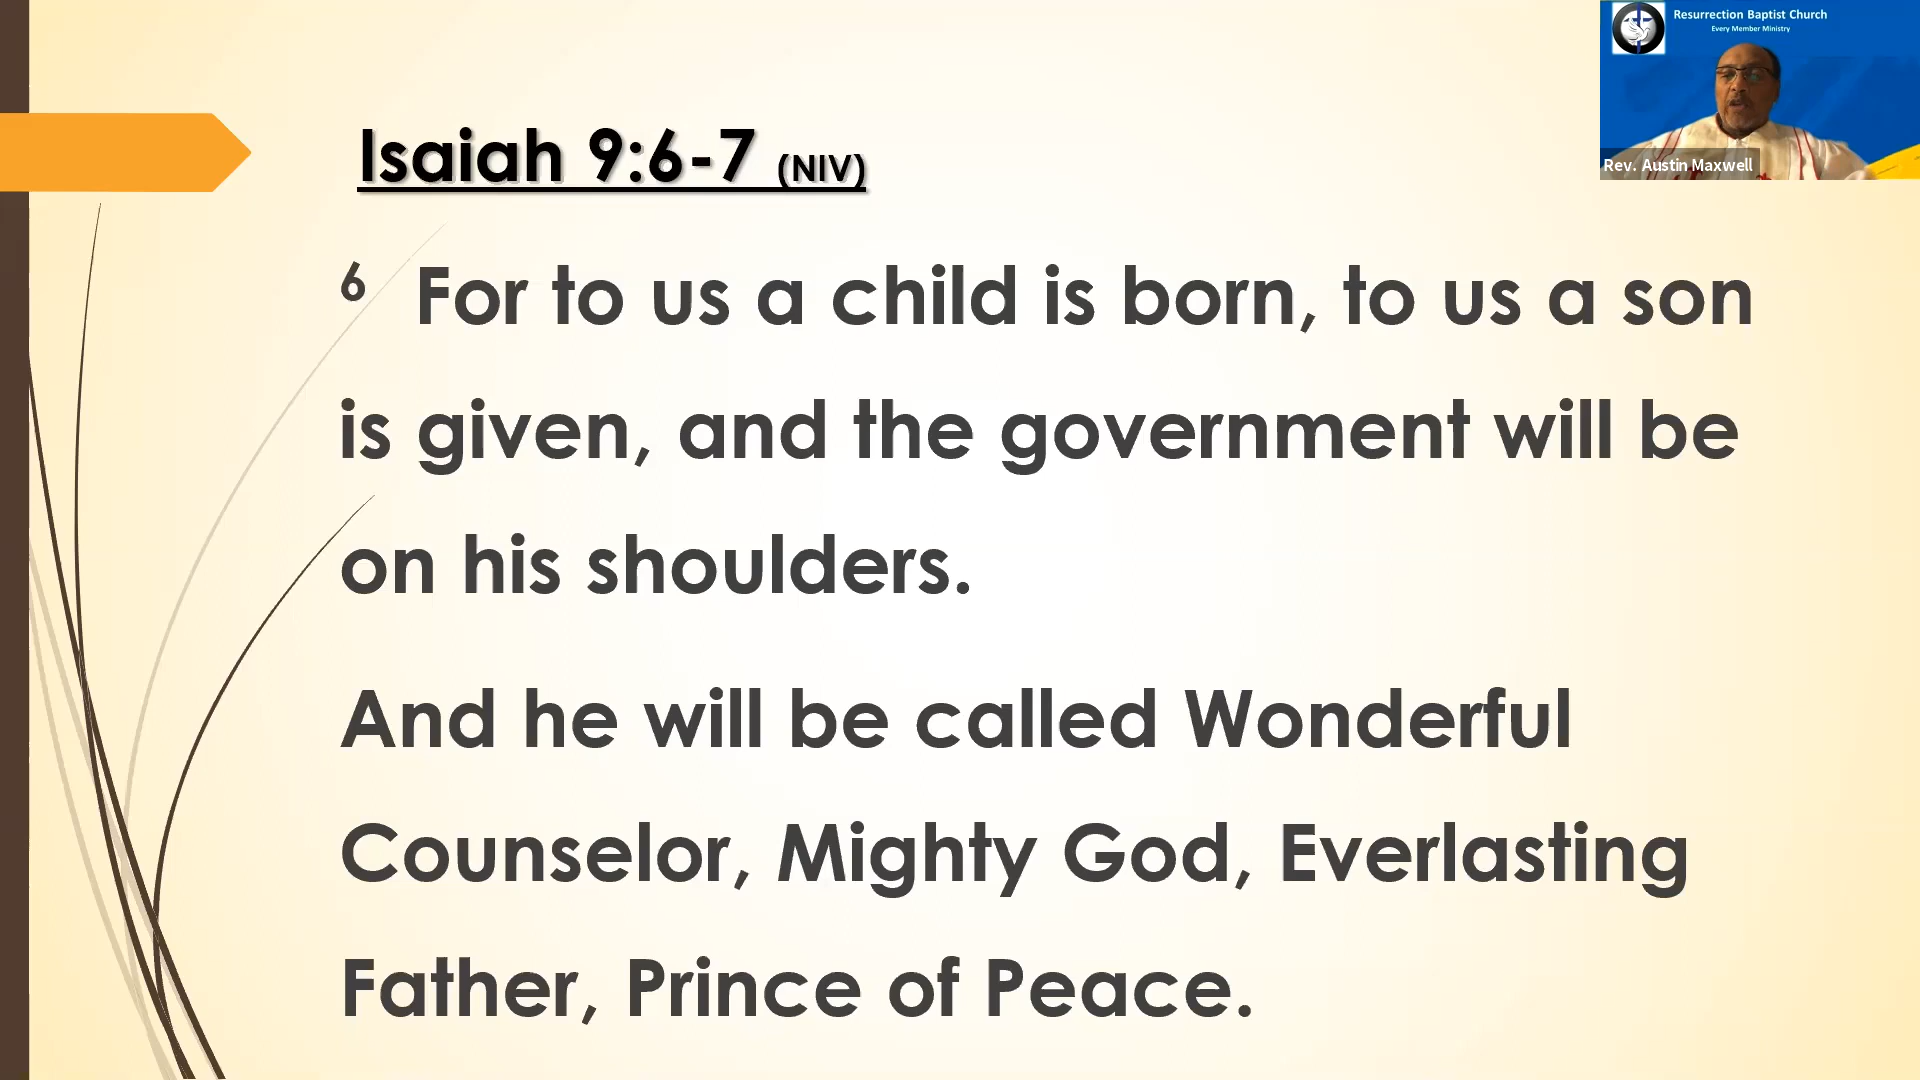 Resurrection Baptist Church
Every Member Ministry
Rev. Austin Maxwell
Isaiah 9:6-7 (NIV)
6 For to us a child is born, to us a son
is given, and the government will be
on his shoulders.
And he will be called Wonderful
Counselor, Mighty God, Everlasting
Father, Prince of Peace.